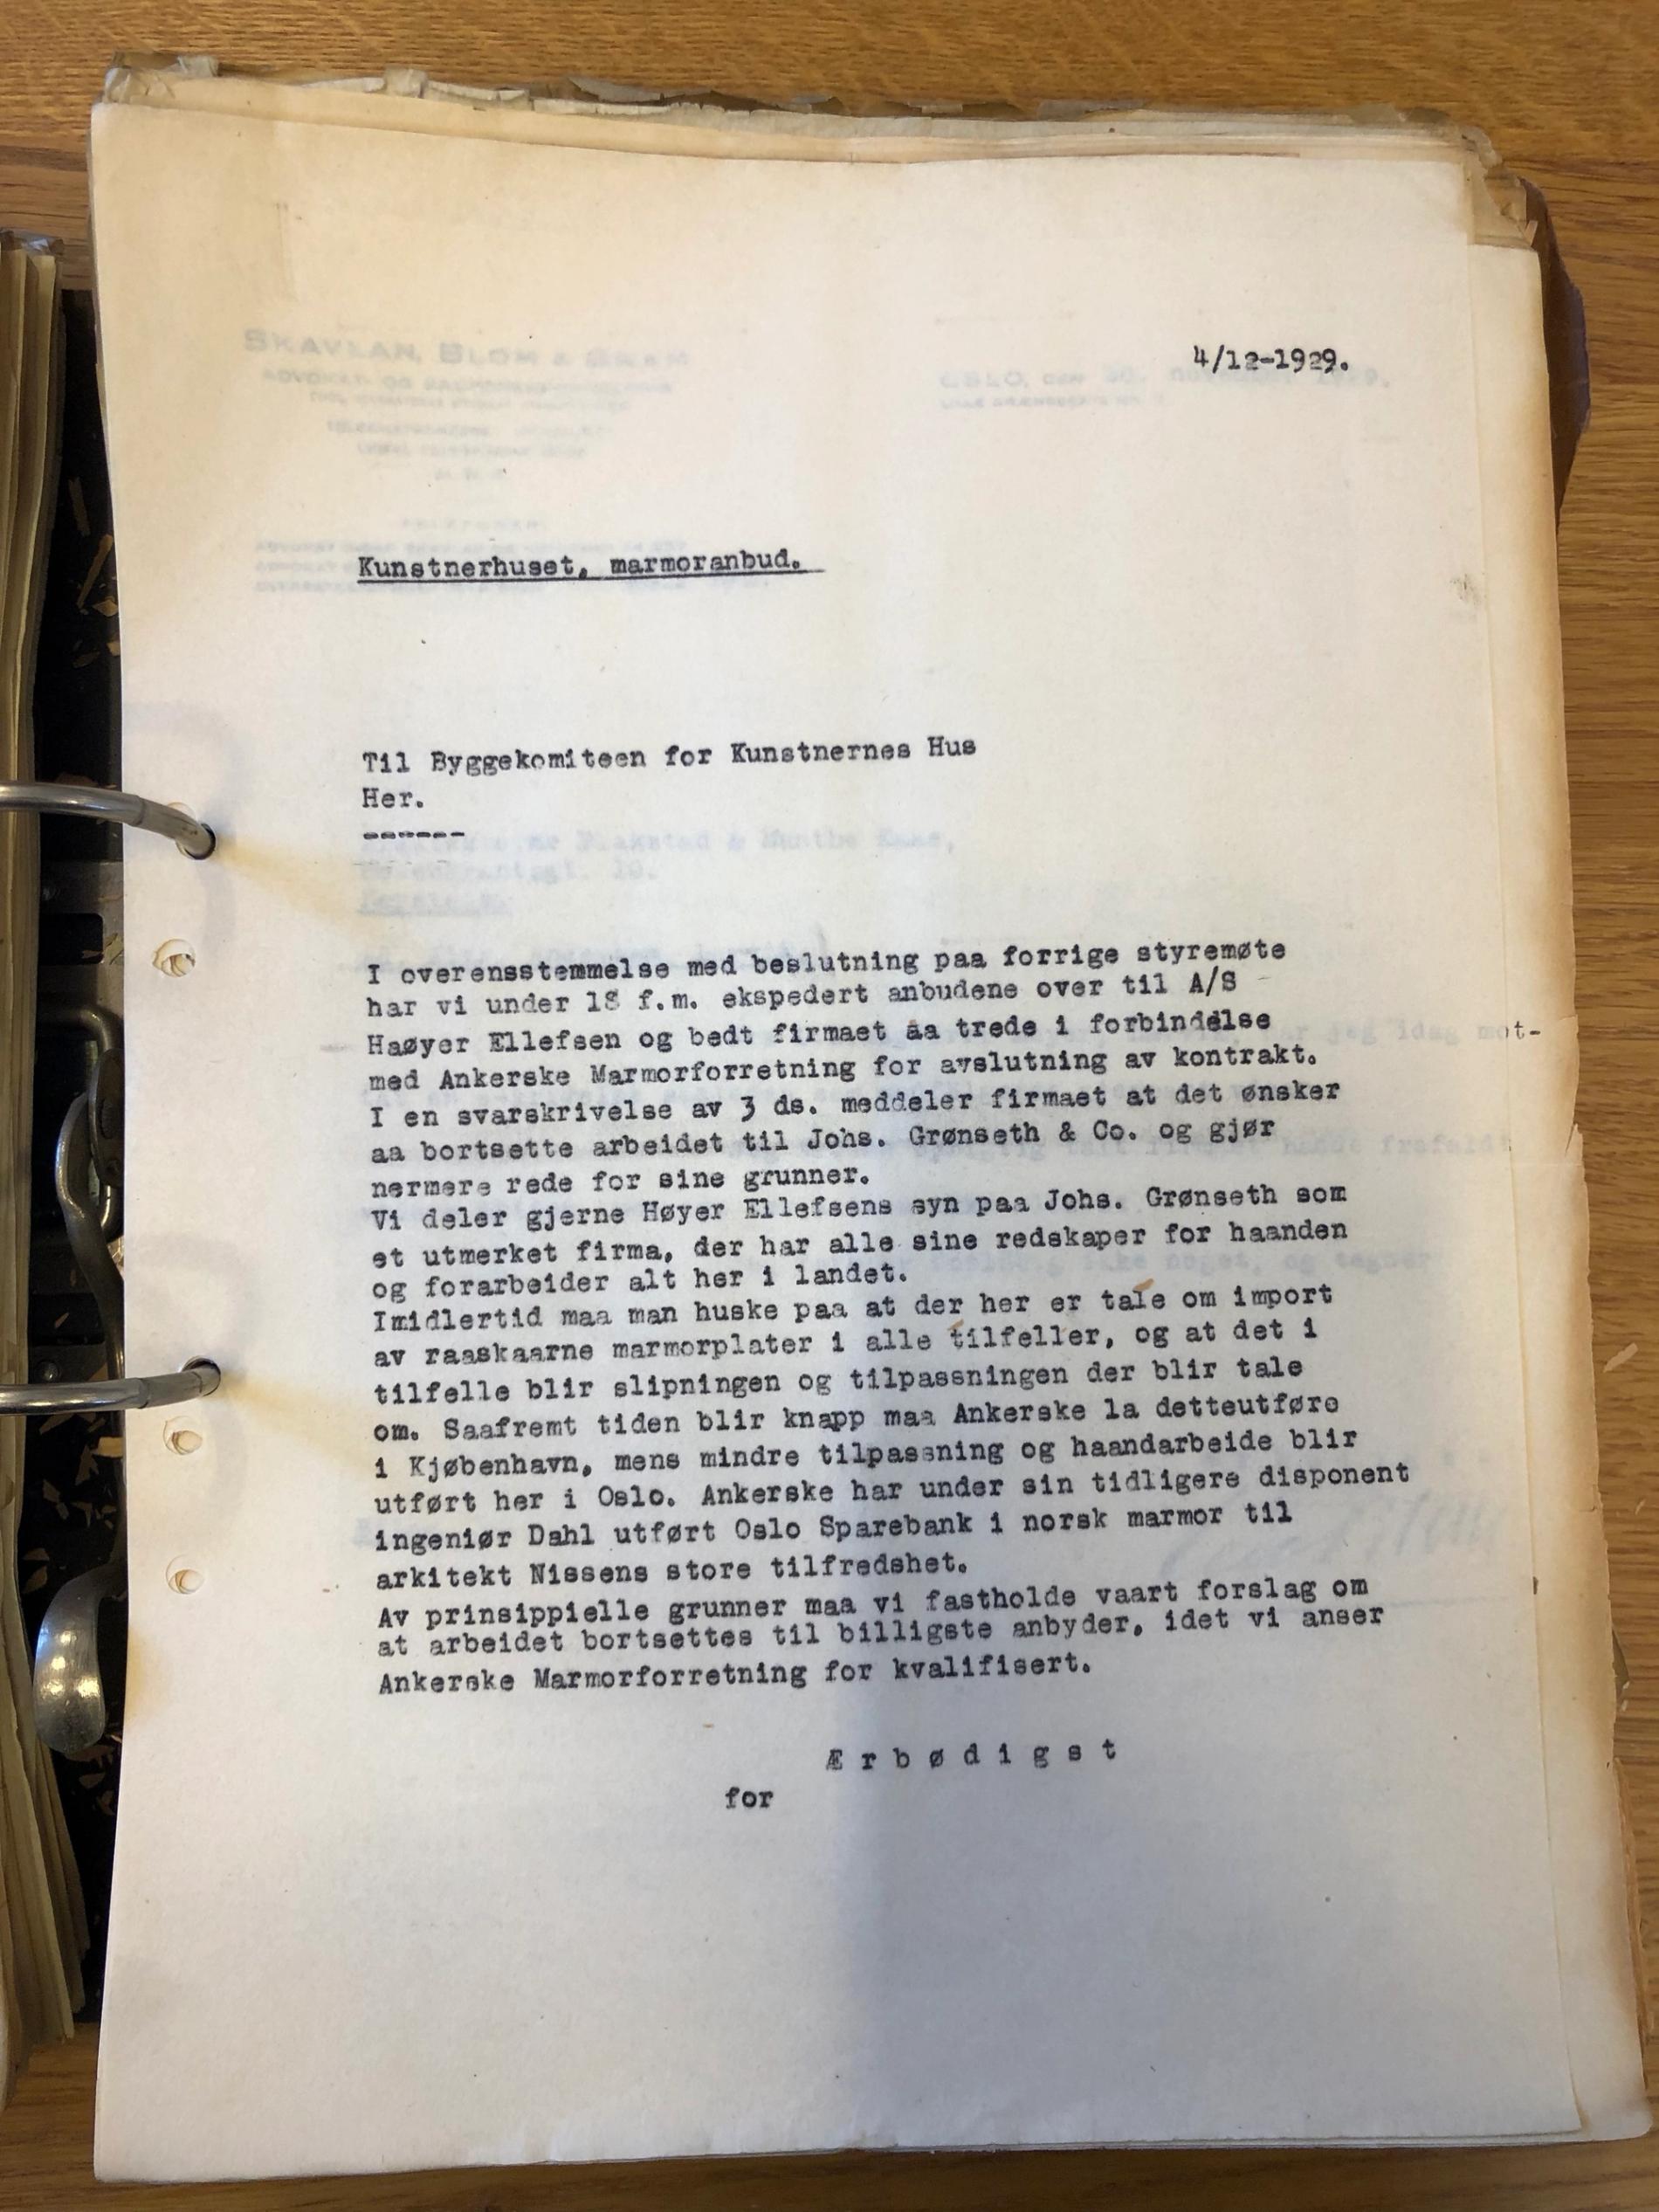 4/12-1929.
Kunstnerhuset, marmoranbud.
Til Byggekomiteen for Kunstnernes Hus
Her.
------
I overensstemmelse med beslutning paa forrige styremøte
har vi under 18 f.m. ekspedert anbudene over til A/S
Haøyer Ellefsen og bedt firmaet aa trede i forbindelse
med Ankerske Marmorforretning for avslutning av kontrakt.
I en svarskrivelse av 3 ds. meddeler firmaet at det ønsker
aa bortsette arbeidet til Johs. Grønseth & Co. og gjør
nermere rede for sine grunner.
Vi deler gjerne Høyer Ellefsens syn paa Johs. Grønseth som
et utmerket firma, der har alle sine redskaper for haanden
og forarbeider alt her i landet.
Imidlertid maa man huske paa at der her er tale om import
av raaskaarne marmorplater i alle tilfeller, og at det i
tilfelle blir slipningen og tilpassningen der blir tale
om. Saafremt tiden blir knapp maa Ankerske la detteutføre
i Kjøbenhavn, mens mindre tilpassning og haandarbeide blir
utført her i Oslo. Ankerske har under sin tidligere disponent
ingeniør Dahl utført Oslo Sparebank i norsk marmor til
arkitekt Nissens store tilfredshet.
Av prinsippielle grunner maa vi fastholde vaart forslag om
at arbeidet bortsettes til billigste anbyder, idet vi anser
Ankerske Marmorforretning for kvalifisert.
Æ r b ø d i g s t
for